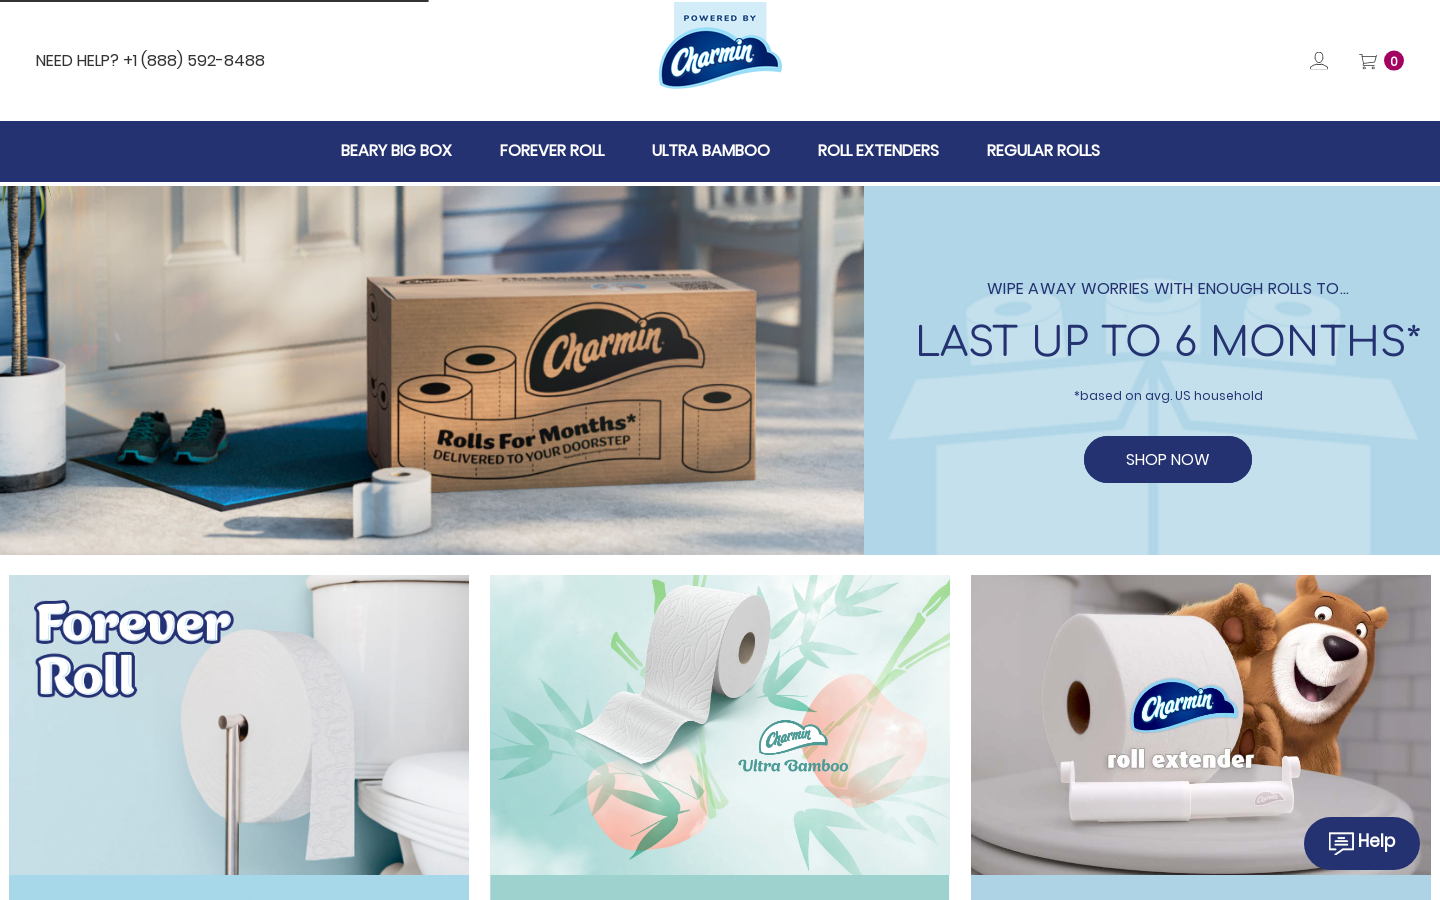 POWERED BY
Charmin
NEED HELP? +1 (888) 592-8488
0
BEARY BIG BOX
FOREVER ROLL
ULTRA BAMBOO
ROLL EXTENDERS
REGULAR ROLLS
Charmin
Rolls For Months*
DELIVERED TO YOUR DOORSTEP
WIPE AWAY WORRIES WITH ENOUGH ROLLS TO...
LAST UP TO 6 MONTHS*
*based on avg. US household
SHOP NOW
Forever
Roll
Charmin
Ultra Bamboo
Charmin
roll extender
Charmin
Help